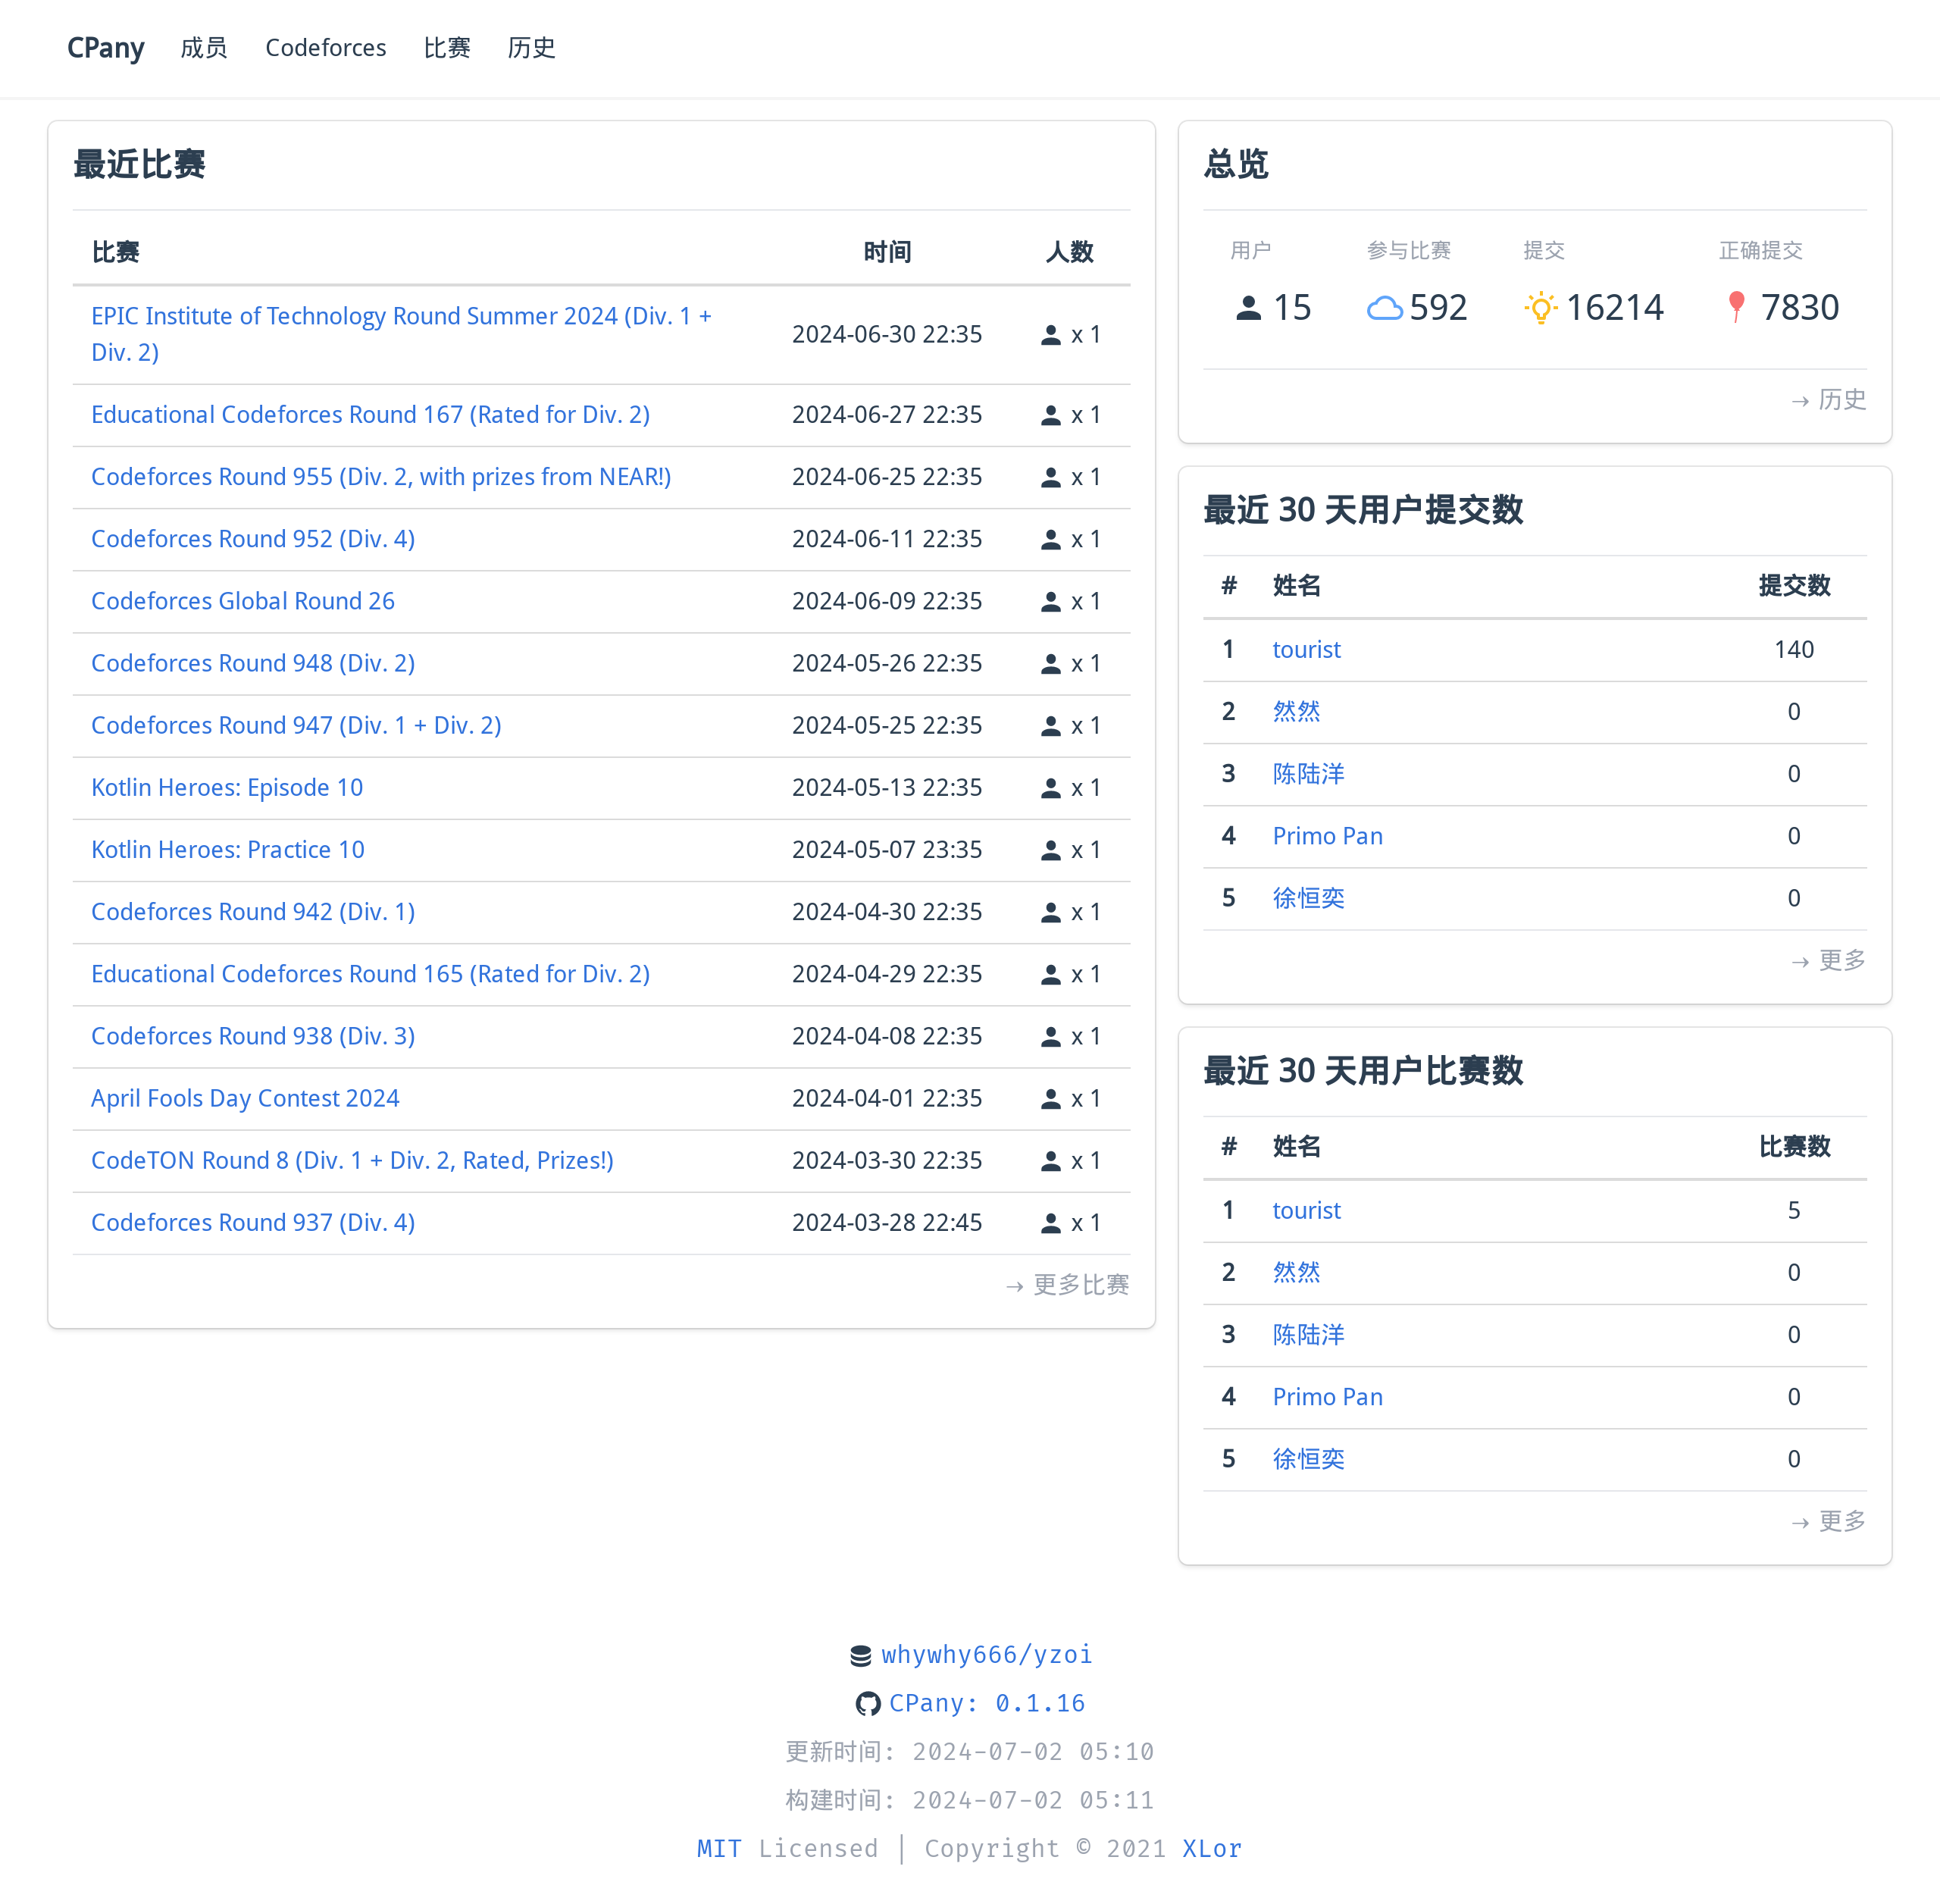 CPany 成员 Codeforces 比赛 历史
最近比赛
比赛 时间 人数
EPIC Institute of Technology Round Summer 2024 (Div. 1 +
Div. 2) 2024-06-30 22:35 x 1
Educational Codeforces Round 167 (Rated for Div. 2) 2024-06-27 22:35 x 1
Codeforces Round 955 (Div. 2, with prizes from NEAR!) 2024-06-25 22:35 x 1
Codeforces Round 952 (Div. 4) 2024-06-11 22:35 x 1
Codeforces Global Round 26 2024-06-09 22:35 x 1
Codeforces Round 948 (Div. 2) 2024-05-26 22:35 x 1
Codeforces Round 947 (Div. 1 + Div. 2) 2024-05-25 22:35 x 1
Kotlin Heroes: Episode 10 2024-05-13 22:35 x 1
Kotlin Heroes: Practice 10 2024-05-07 23:35 x 1
Codeforces Round 942 (Div. 1) 2024-04-30 22:35 x 1
Educational Codeforces Round 165 (Rated for Div. 2) 2024-04-29 22:35 x 1
Codeforces Round 938 (Div. 3) 2024-04-08 22:35 x 1
April Fools Day Contest 2024 2024-04-01 22:35 x 1
CodeTON Round 8 (Div. 1 + Div. 2, Rated, Prizes!) 2024-03-30 22:35 x 1
Codeforces Round 937 (Div. 4) 2024-03-28 22:45 x 1
→ 更多比赛
总览
用户 参与比赛 提交 正确提交
15 592 16214 7830
→ 历史
最近 30 天用户提交数
# 姓名 提交数
1 tourist 140
2 然然 0
3 陈陆洋 0
4 Primo Pan 0
5 徐恒奕 0
→ 更多
最近 30 天用户比赛数
# 姓名 比赛数
1 tourist 5
2 然然 0
3 陈陆洋 0
4 Primo Pan 0
5 徐恒奕 0
→ 更多
whywhy666/yzoi
CPany: 0.1.16
更新时间: 2024-07-02 05:10
构建时间: 2024-07-02 05:11
MIT Licensed | Copyright © 2021 XLor